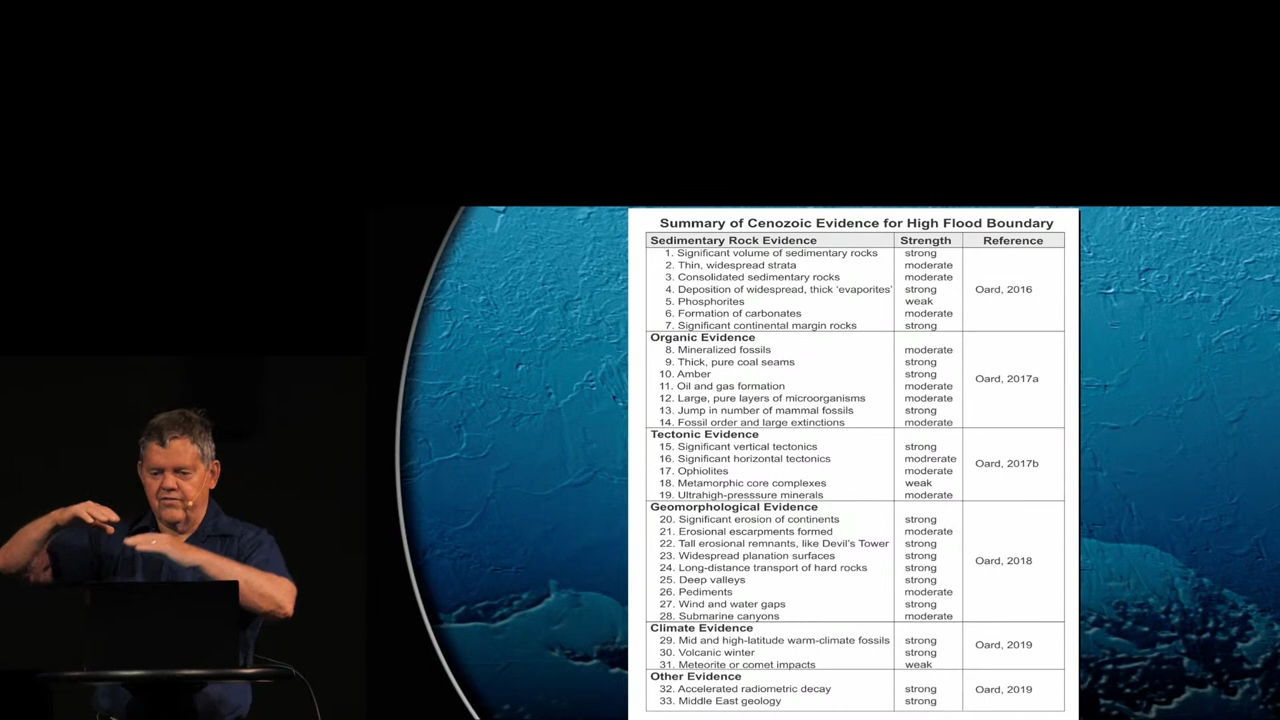 Summary of Cenozoic Evidence for High Flood Boundary
Sedimentary Rock Evidence Strength Reference
1. Significant volume of sedimentary rocks strong
2. Thin, widespread strata moderate
3. Consolidated sedimentary rocks moderate
4. Deposition of widespread, thick ‘evaporites’ strong Oard, 2016
5. Phosphorites weak
6. Formation of carbonates moderate
7. Significant continental margin rocks strong
Organic Evidence
8. Mineralized fossils moderate
9. Thick, pure coal seams strong
10. Amber strong Oard, 2017a
11. Oil and gas formation moderate
12. Large, pure layers of microorganisms moderate
13. Jump in number of mammal fossils strong
14. Fossil order and large extinctions moderate
Tectonic Evidence
15. Significant vertical tectonics strong
16. Significant horizontal tectonics modrerate Oard, 2017b
17. Ophiolites moderate
18. Metamorphic core complexes weak
19. Ultrahigh-presssure minerals moderate
Geomorphological Evidence
20. Significant erosion of continents strong
21. Erosional escarpments formed moderate
22. Tall erosional remnants, like Devil's Tower strong
23. Widespread planation surfaces strong Oard, 2018
24. Long-distance transport of hard rocks strong
25. Deep valleys strong
26. Pediments moderate
27. Wind and water gaps strong
28. Submarine canyons moderate
Climate Evidence
29. Mid and high-latitude warm-climate fossils strong Oard, 2019
30. Volcanic winter strong
31. Meteorite or comet impacts weak
Other Evidence
32. Accelerated radiometric decay strong Oard, 2019
33. Middle East geology strong